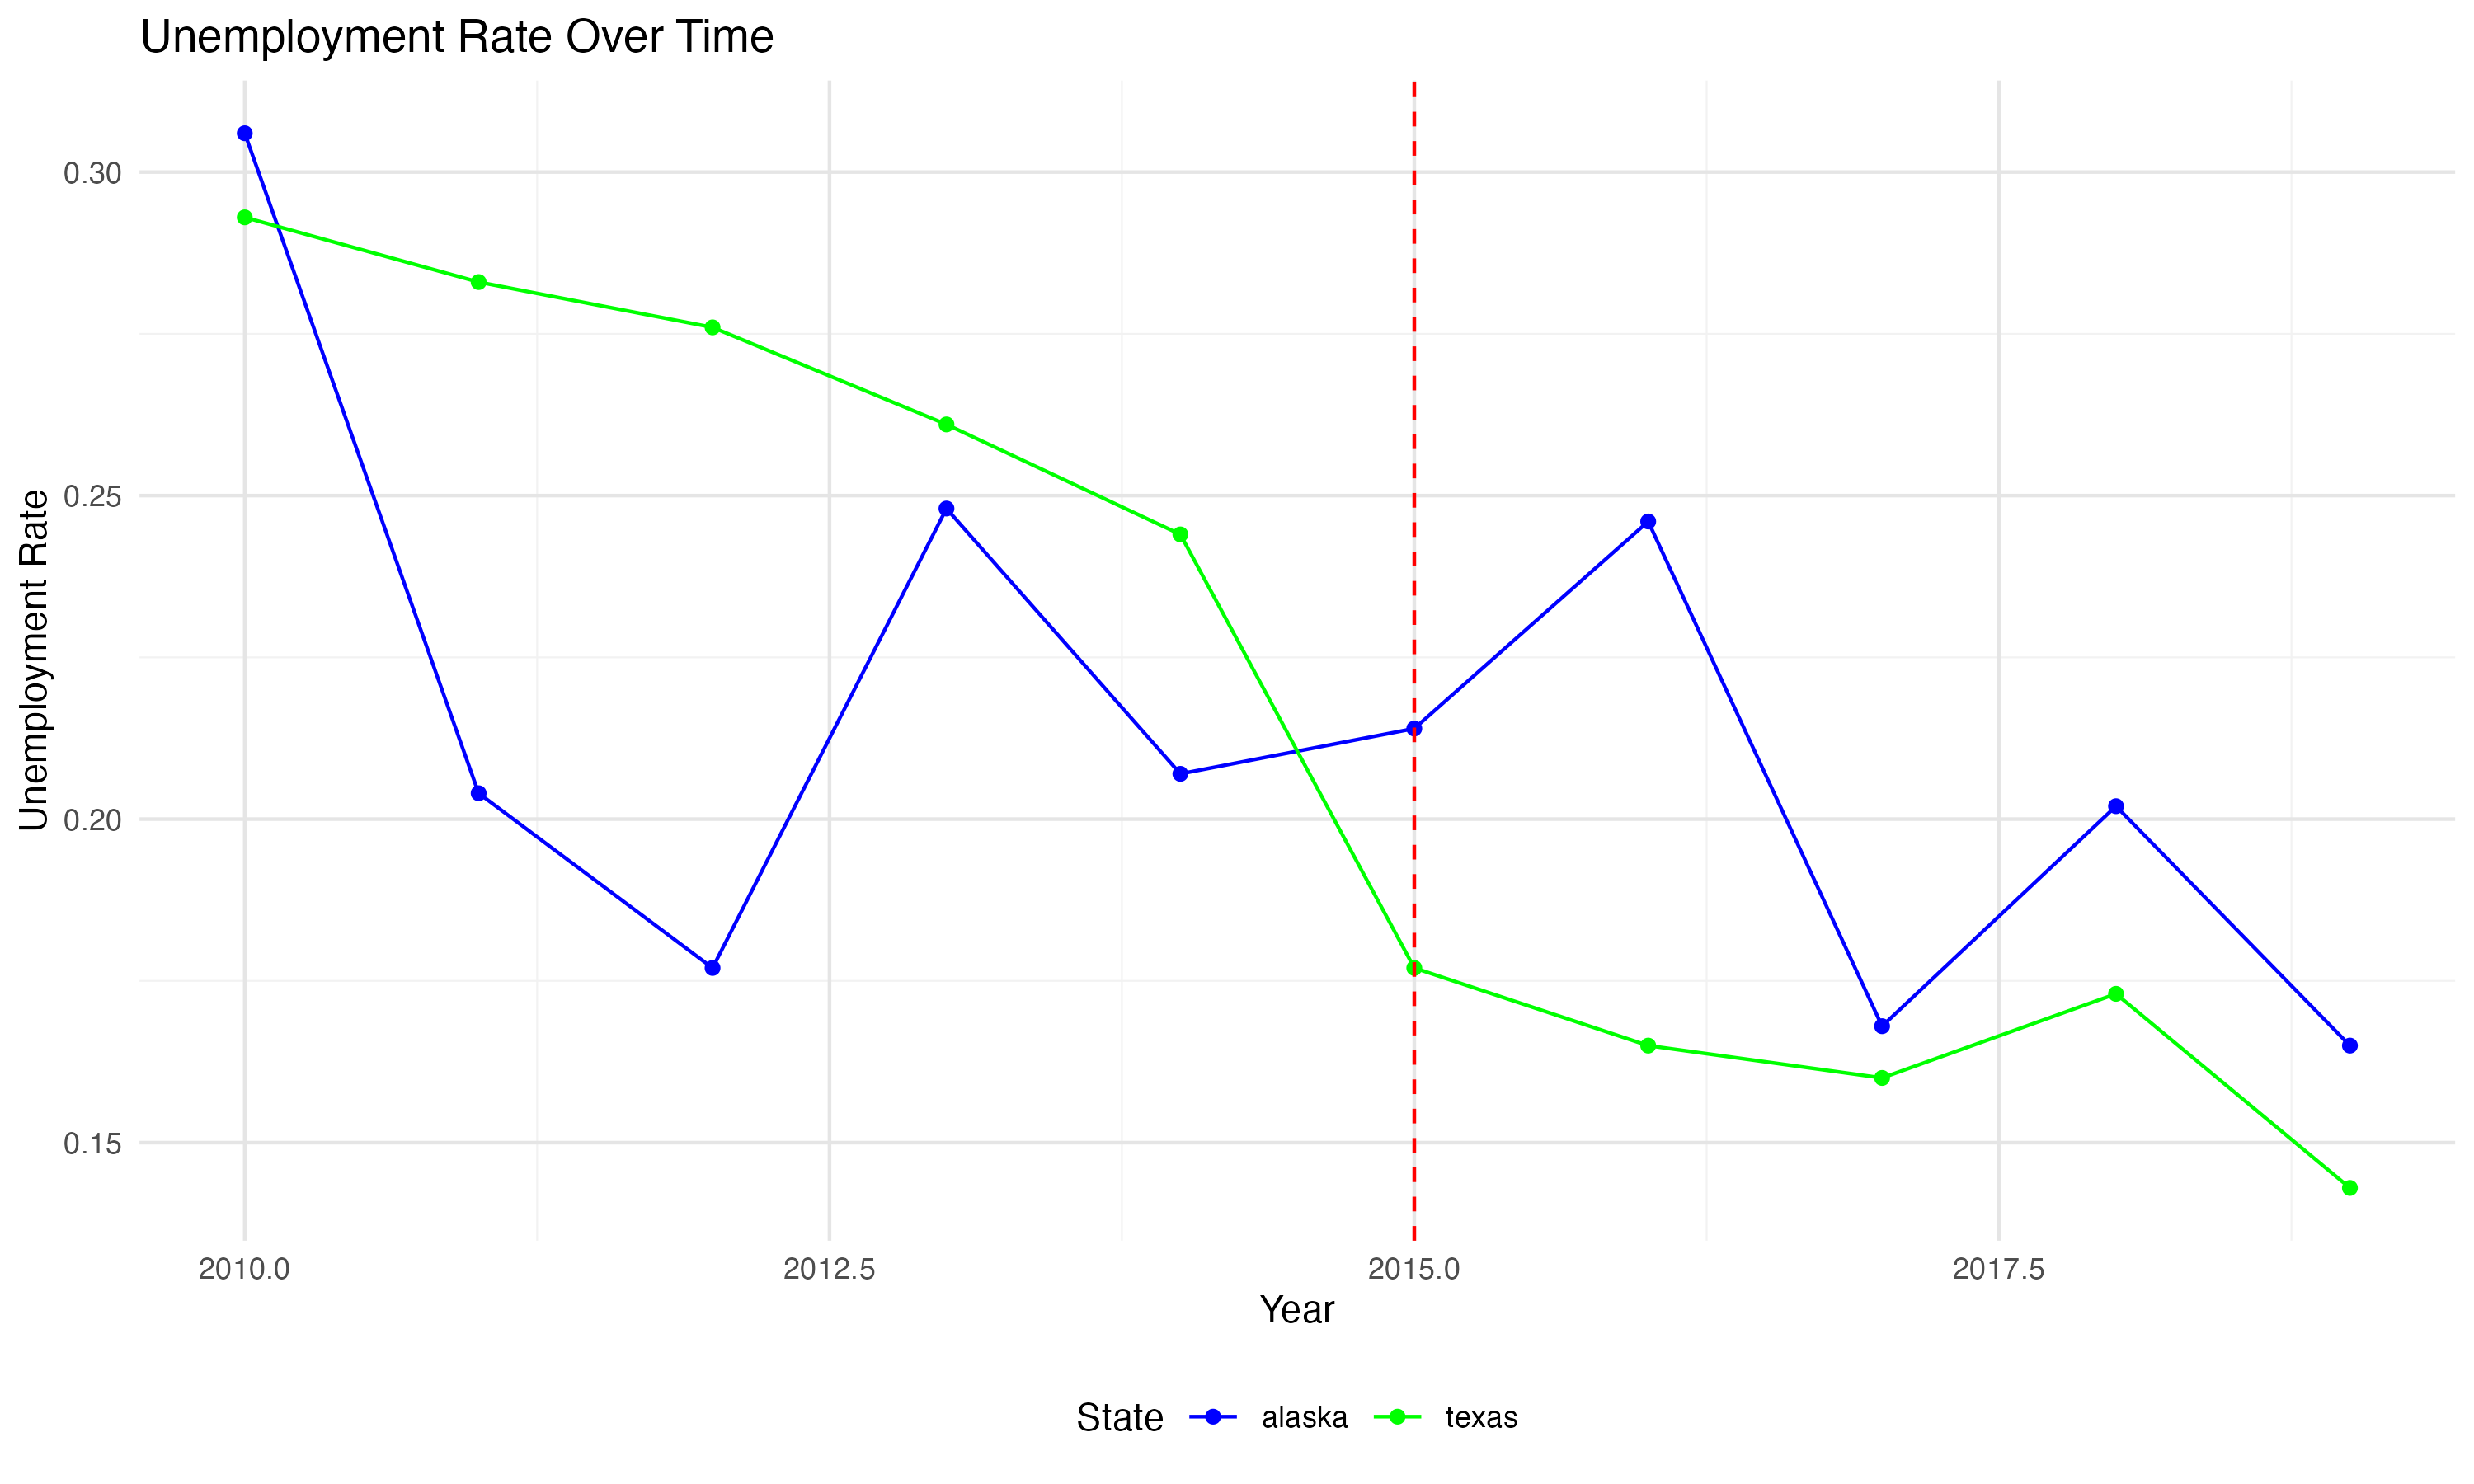 Unemployment Rate Over Time
Unemployment Rate
0.30
0.25
0.20
0.15
2010.0 2012.5 2015.0 2017.5
Year
State alaska texas